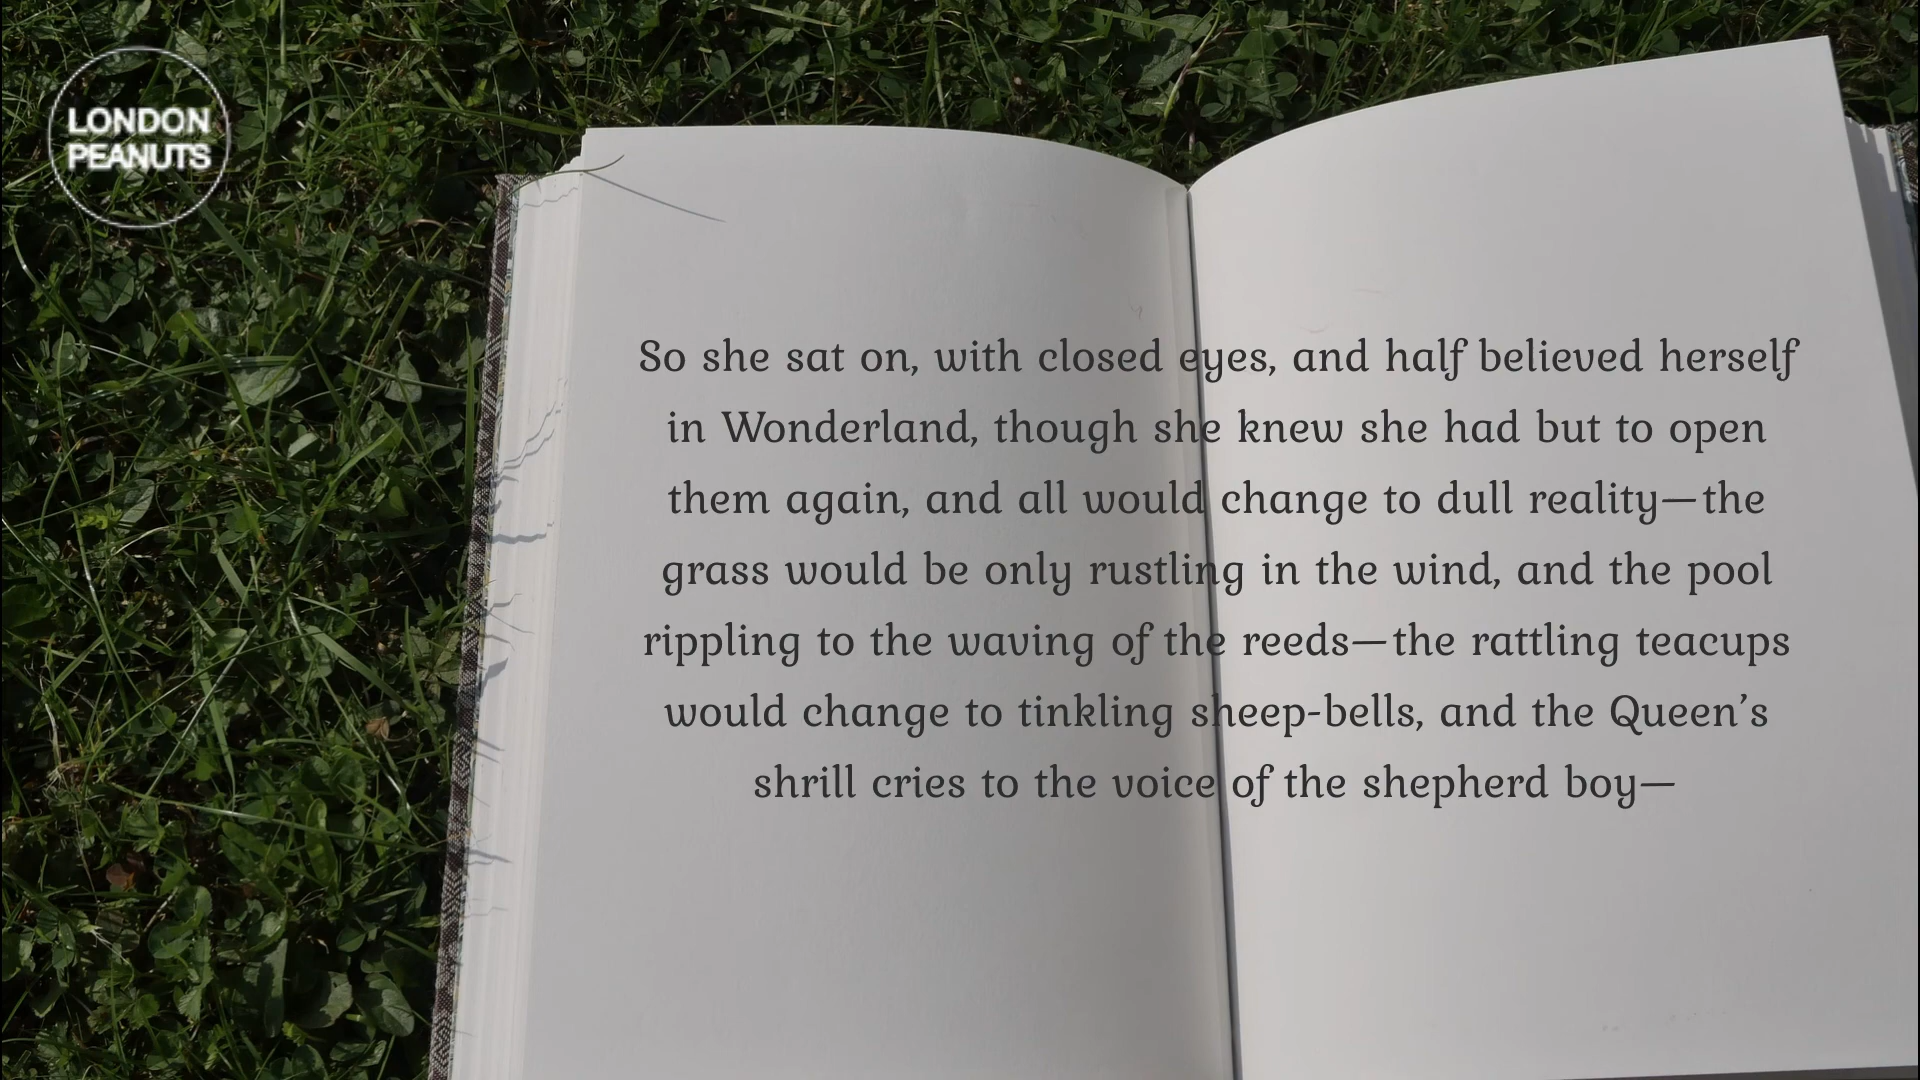 LONDON
PEANUTS
So she sat on, with closed eyes, and half believed herself
in Wonderland, though she knew she had but to open
them again, and all would change to dull reality—the
grass would be only rustling in the wind, and the pool
rippling to the waving of the reeds—the rattling teacups
would change to tinkling sheep-bells, and the Queen’s
shrill cries to the voice of the shepherd boy—